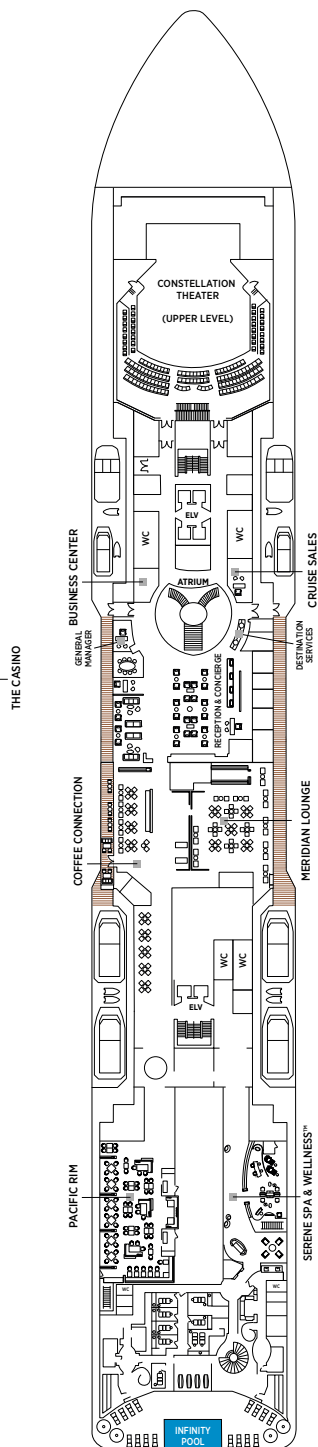 CONSTELLATION
THEATER
(UPPER LEVEL)
ELV
WC
WC
BUSINESS CENTER
CRUISE SALES
ATRIUM
GENERAL
MANAGER
DESTINATION
SERVICES
RECEPTION & CONCIERGE
THE CASINO
COFFEE CONNECTION
MERIDIAN LOUNGE
WC
WC
ELV
PACIFIC RIM
SERENE SPA & WELLNESS™
WC
WC
INFINITY
POOL